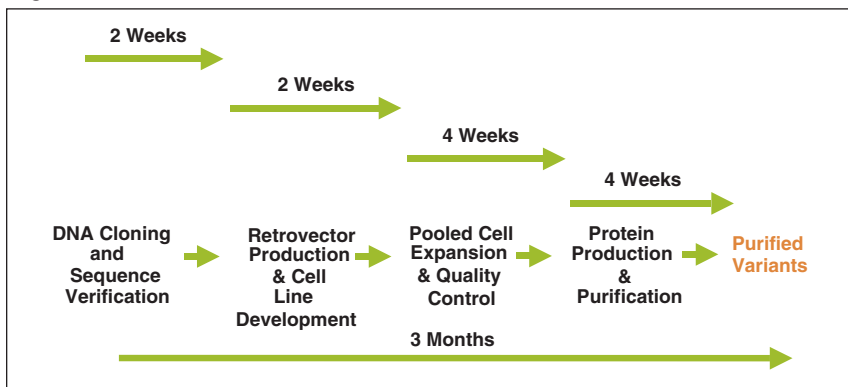 2 Weeks
2 Weeks
4 Weeks
4 Weeks
DNA Cloning
and
Sequence
Verification
Retrovector
Production
& Cell
Line
Development
Pooled Cell
Expansion
& Quality
Control
Protein
Production
&
Purification
Purified
Variants
3 Months